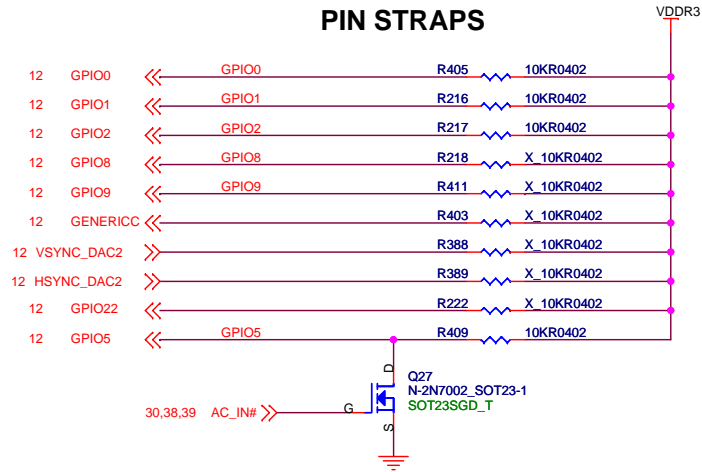 PIN STRAPS
VDDR3
12 GPIO0 GPIO0 R405 10KR0402
12 GPIO1 GPIO1 R216 10KR0402
12 GPIO2 GPIO2 R217 10KR0402
12 GPIO8 GPIO8 R218 X_10KR0402
12 GPIO9 GPIO9 R411 X_10KR0402
12 GENERICC R403 X_10KR0402
12 VSYNC_DAC2 R388 X_10KR0402
12 HSYNC_DAC2 R389 X_10KR0402
12 GPIO22 R222 X_10KR0402
12 GPIO5 GPIO5 R409 10KR0402
D
Q27
N-2N7002_SOT23-1
SOT23SGD_T
30,38,39 AC_IN# G
S